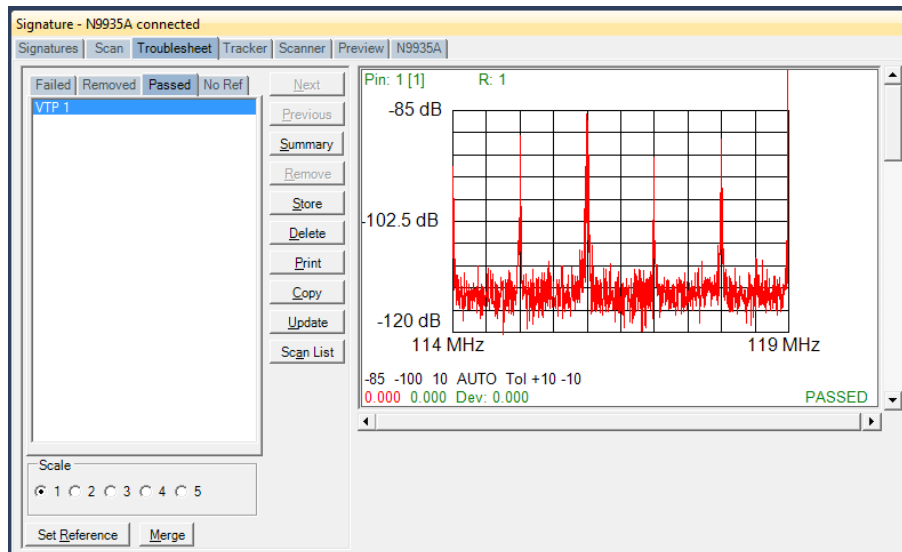 Signature - N9935A connected
Signatures Scan Troublesheet Tracker Scanner Preview N9935A
Failed Removed Passed No Ref
VTP 1
Next
Previous
Summary
Remove
Store
Delete
Print
Copy
Update
Scan List
Scale
1 2 3 4 5
Set Reference Merge
Pin: 1 [1] R: 1
-85 dB
-102.5 dB
-120 dB
114 MHz 119 MHz
-85 -100 10 AUTO Tol +10 -10
0.000 0.000 Dev: 0.000 PASSED